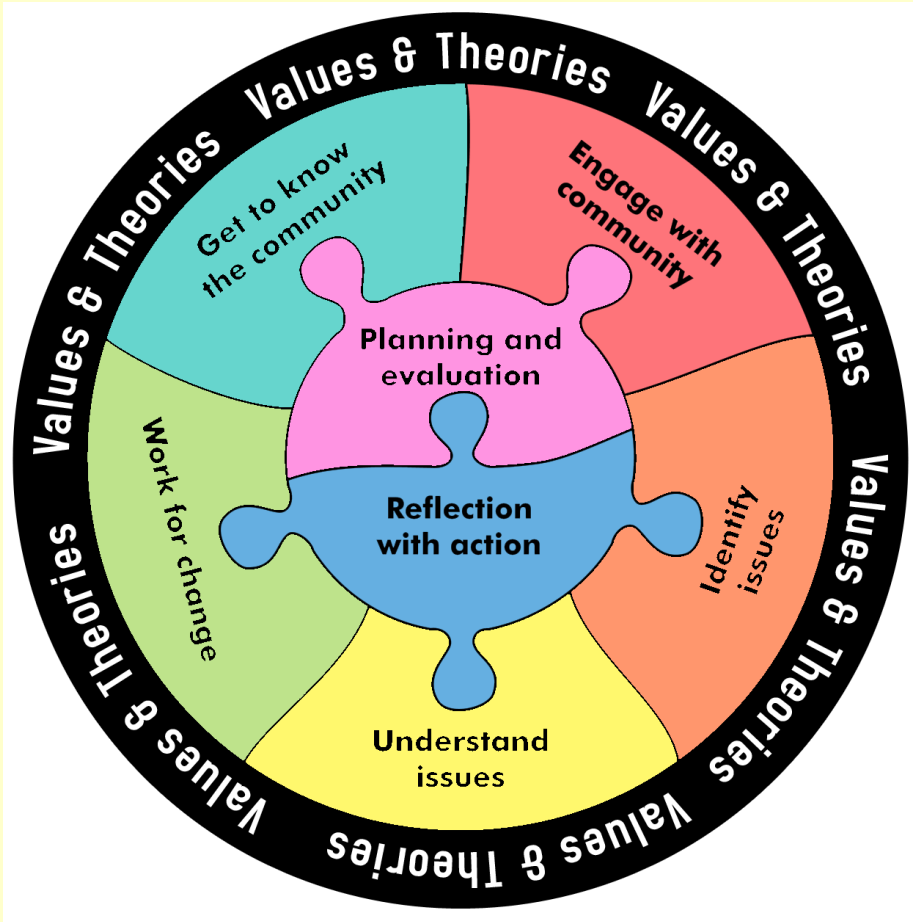 Values & Theories
Values & Theories
Values & Theories
Values & Theories
Values & Theories
Values & Theories
Get to know
the community
Engage with
community
Identify
issues
Understand
issues
Work for change
Planning and
evaluation
Reflection
with action